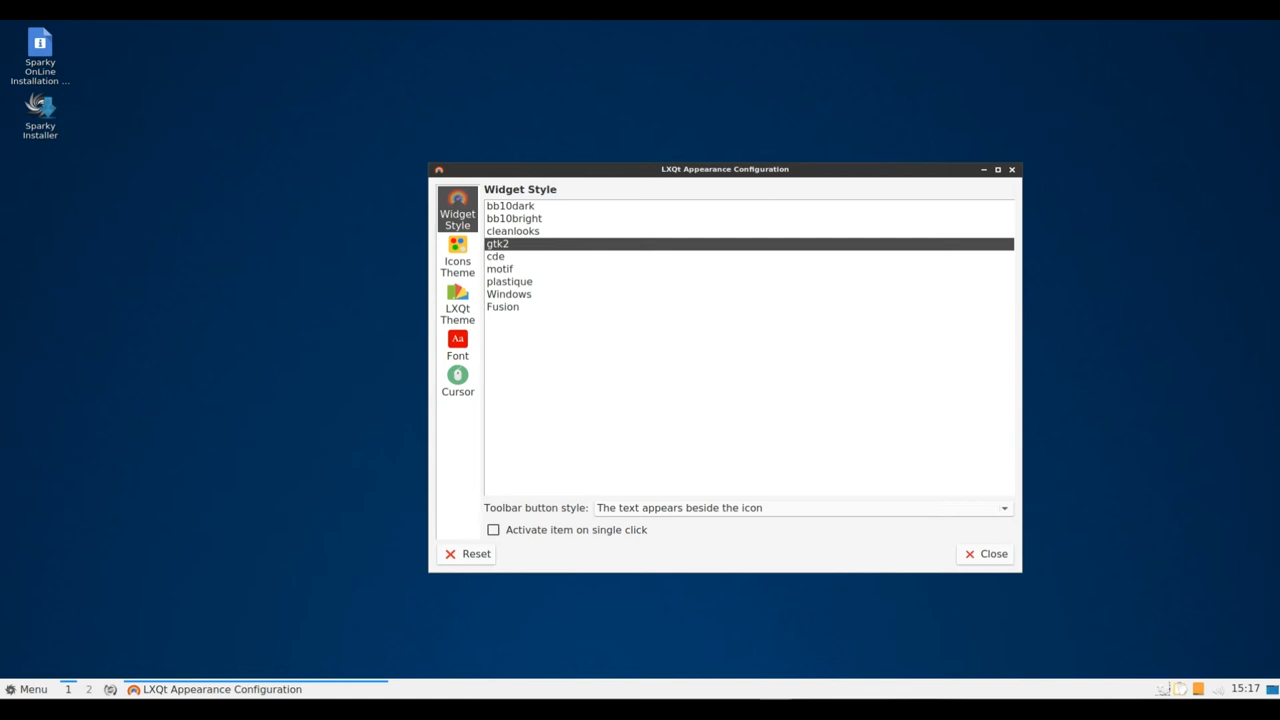 Sparky
OnLine
Installation ...
Sparky
Installer
LXQt Appearance Configuration
Widget
Style
Icons
Theme
LXQt
Theme
Aa
Font
Cursor
Widget Style
bb10dark
bb10bright
cleanlooks
gtk2
cde
motif
plastique
Windows
Fusion
Toolbar button style: The text appears beside the icon
Activate item on single click
Reset
Close
Menu 1 2 LXQt Appearance Configuration 15:17